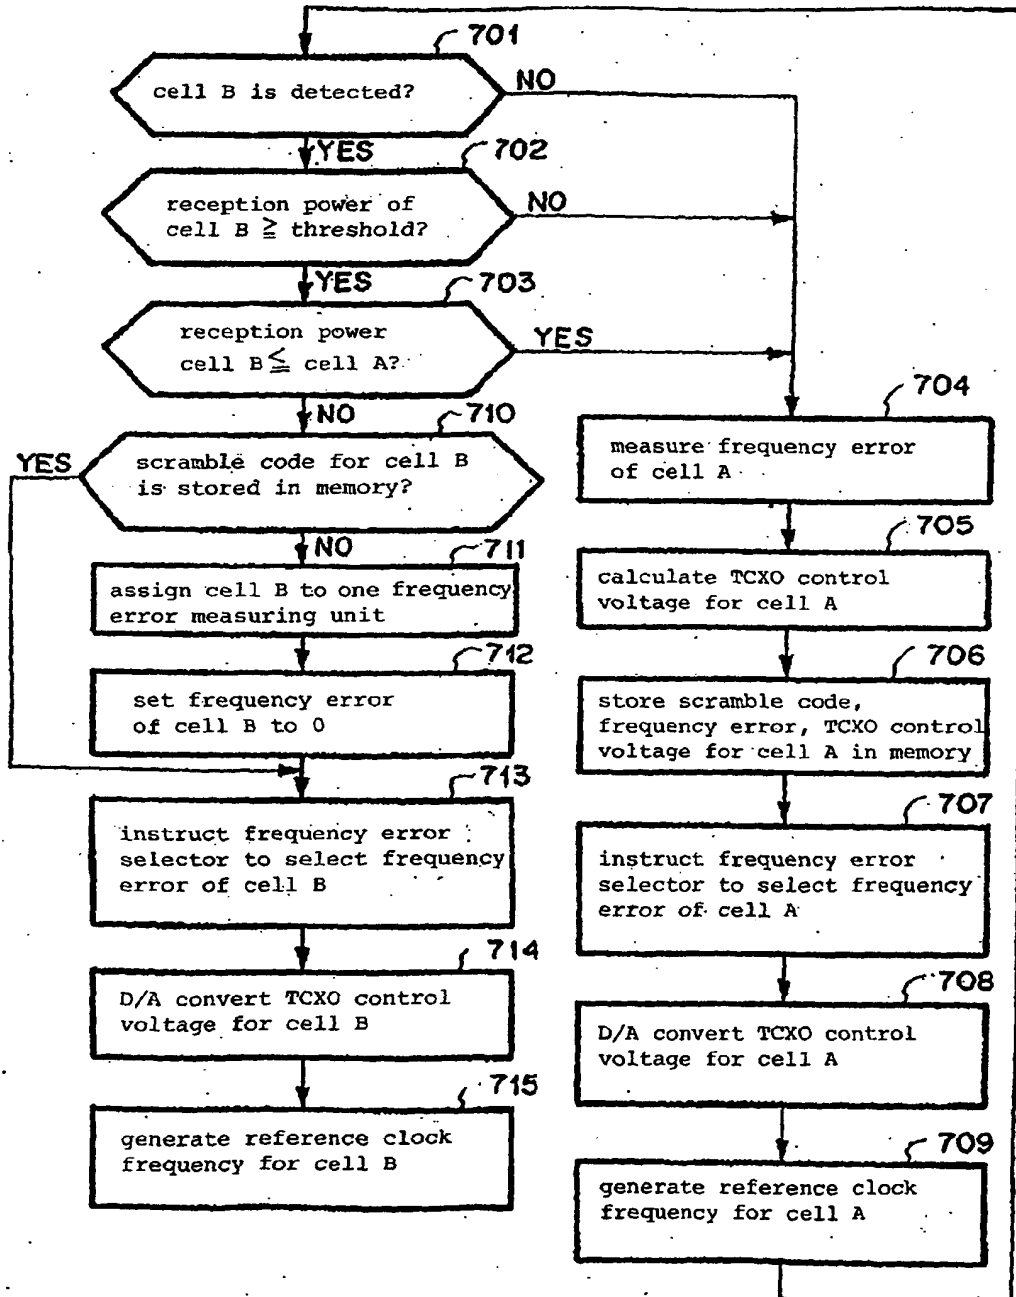 701
cell B is detected?
NO
YES
702
reception power of
cell B ≧ threshold?
NO
YES
703
reception power
cell B ≦ cell A?
YES
NO
710
scramble code for cell B
is stored in memory?
YES
NO
711
assign cell B to one frequency
error measuring unit
712
set frequency error
of cell B to 0
713
instruct frequency error
selector to select frequency
error of cell B
714
D/A convert TCXO control
voltage for cell B
715
generate reference clock
frequency for cell B
704
measure frequency error
of cell A
705
calculate TCXO control
voltage for cell A
706
store scramble code,
frequency error, TCXO control
voltage for cell A in memory
707
instruct frequency error
selector to select frequency
error of cell A
708
D/A convert TCXO control
voltage for cell A
709
generate reference clock
frequency for cell A